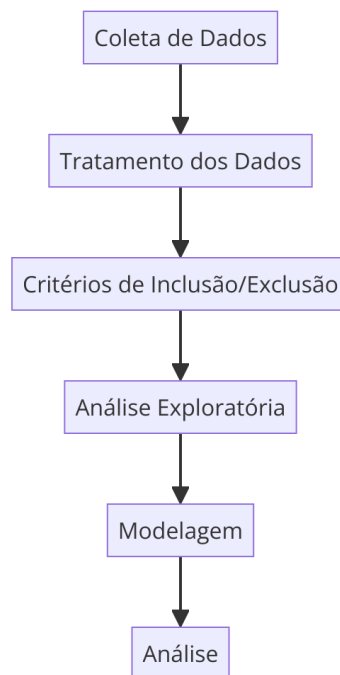 Coleta de Dados
Tratamento dos Dados
Critérios de Inclusão/Exclusão
Análise Exploratória
Modelagem
Análise